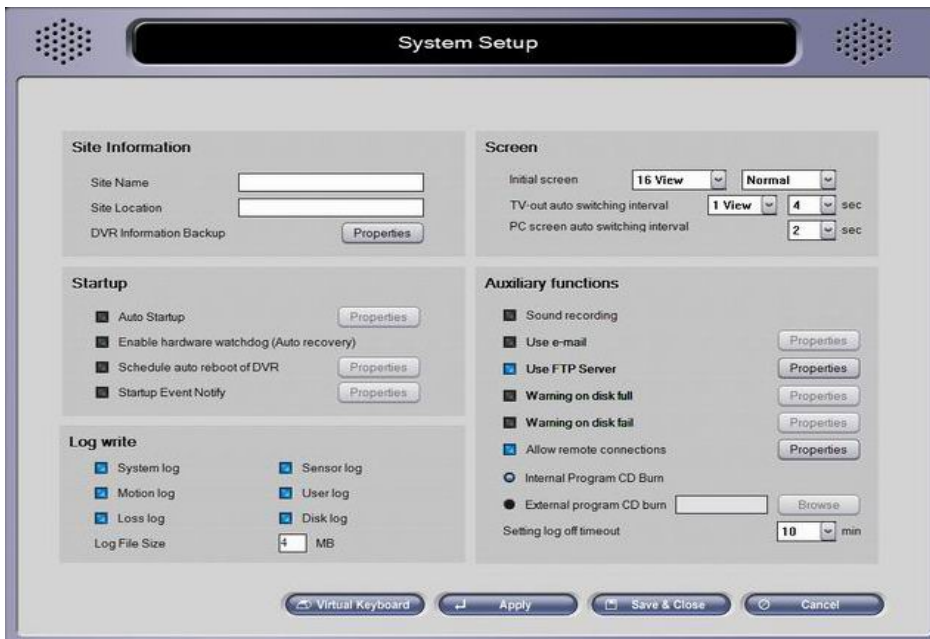 System Setup
Site Information
Site Name
Site Location
DVR Information Backup Properties
Screen
Initial screen 16 View Normal
TV-out auto switching interval 1 View 4 sec
PC screen auto switching interval 2 sec
Startup
Auto Startup Properties
Enable hardware watchdog (Auto recovery)
Schedule auto reboot of DVR Properties
Startup Event Notify Properties
Auxiliary functions
Sound recording
Use e-mail Properties
Use FTP Server Properties
Warning on disk full Properties
Warning on disk fail Properties
Allow remote connections Properties
Internal Program CD Burn
External program CD burn Browse
Setting log off timeout 10 min
Log write
System log Sensor log
Motion log User log
Loss log Disk log
Log File Size 4 MB
Virtual Keyboard Apply Save & Close Cancel